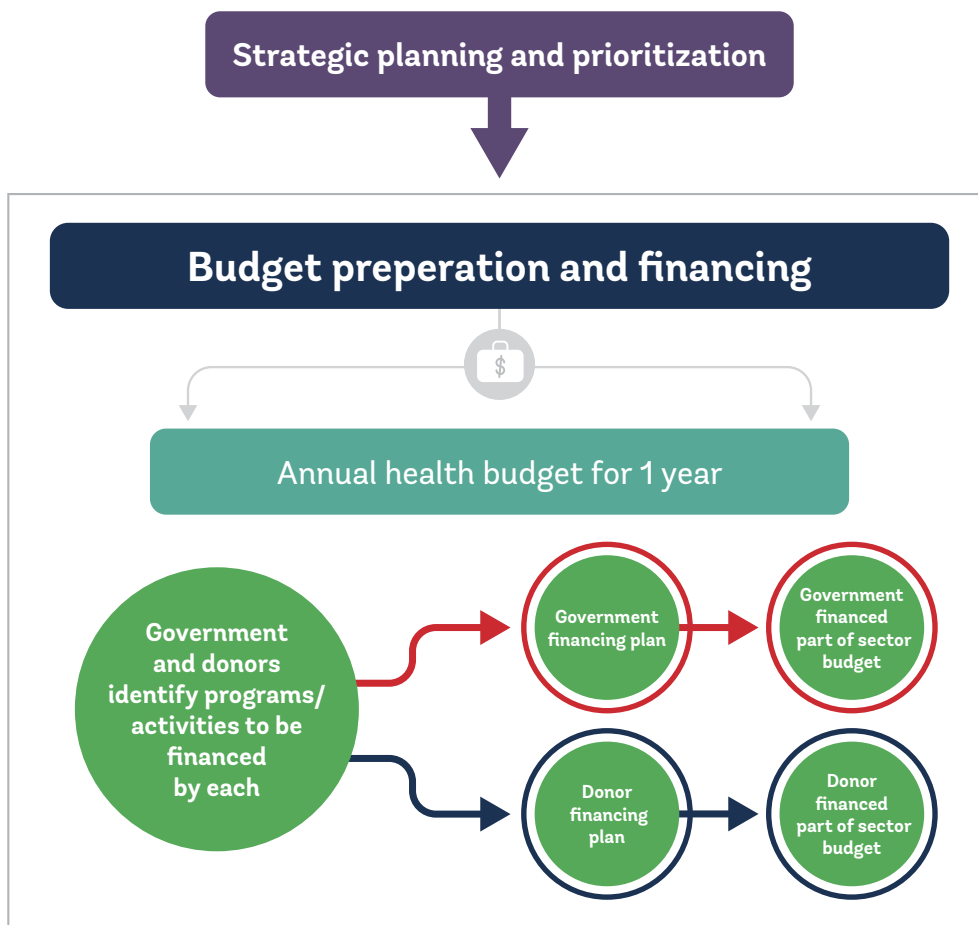 Strategic planning and prioritization
Budget preperation and financing
$
Annual health budget for 1 year
Government
and donors
identify programs/
activities to be
financed
by each
Government
financing plan
Government
financed
part of sector
budget
Donor
financing
plan
Donor
financed
part of sector
budget